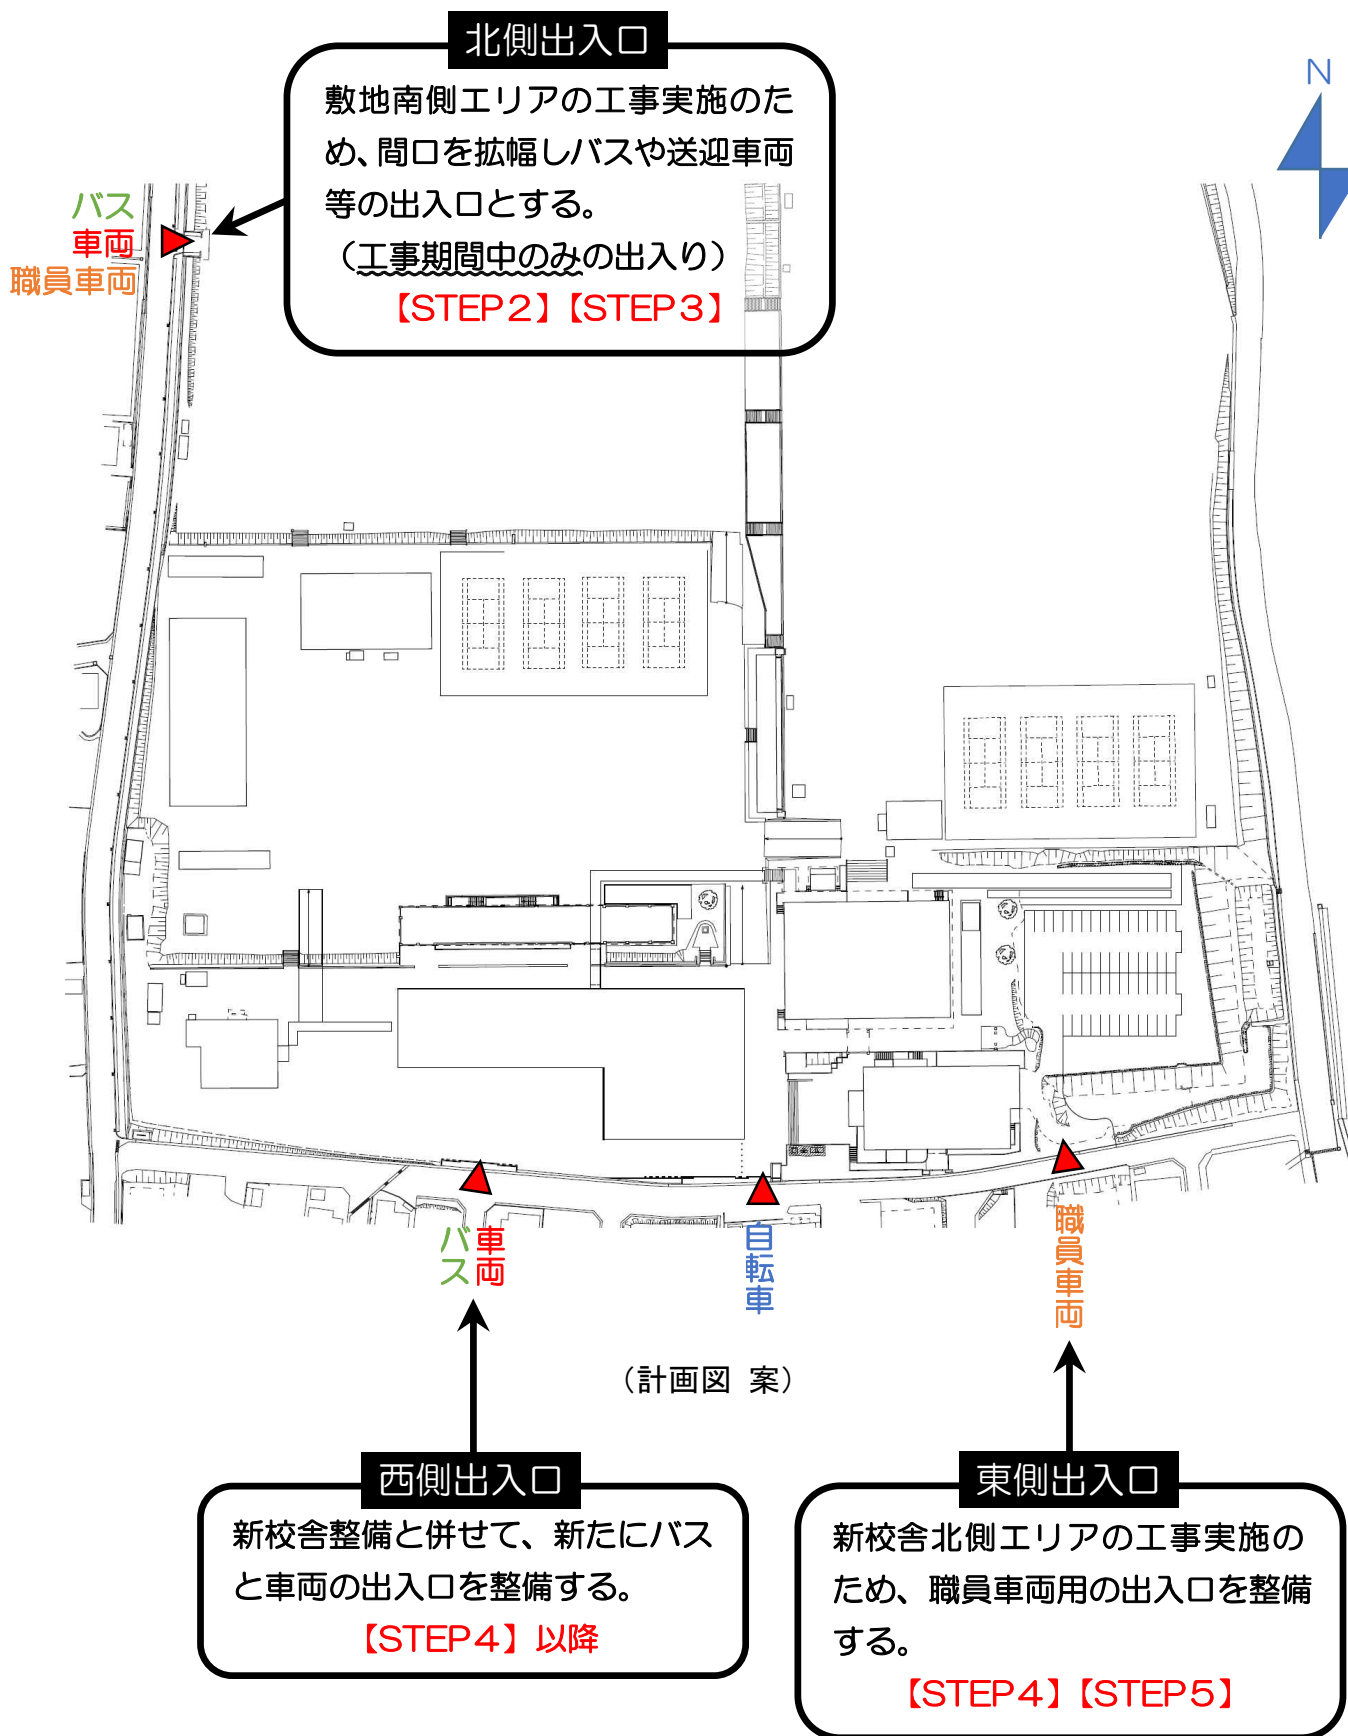 北側出入口
敷地南側エリアの工事実施のた
め、間口を拡幅しバスや送迎車両
等の出入口とする。
（工事期間中のみの出入り）
【STEP２】【STEP３】
N
バス
車両
職員車両
バス
車両
自転車
職員車両
（計画図 案）
西側出入口
新校舎整備と併せて、新たにバス
と車両の出入口を整備する。
【STEP４】以降
東側出入口
新校舎北側エリアの工事実施の
ため、職員車両用の出入口を整備
する。
【STEP４】【STEP５】